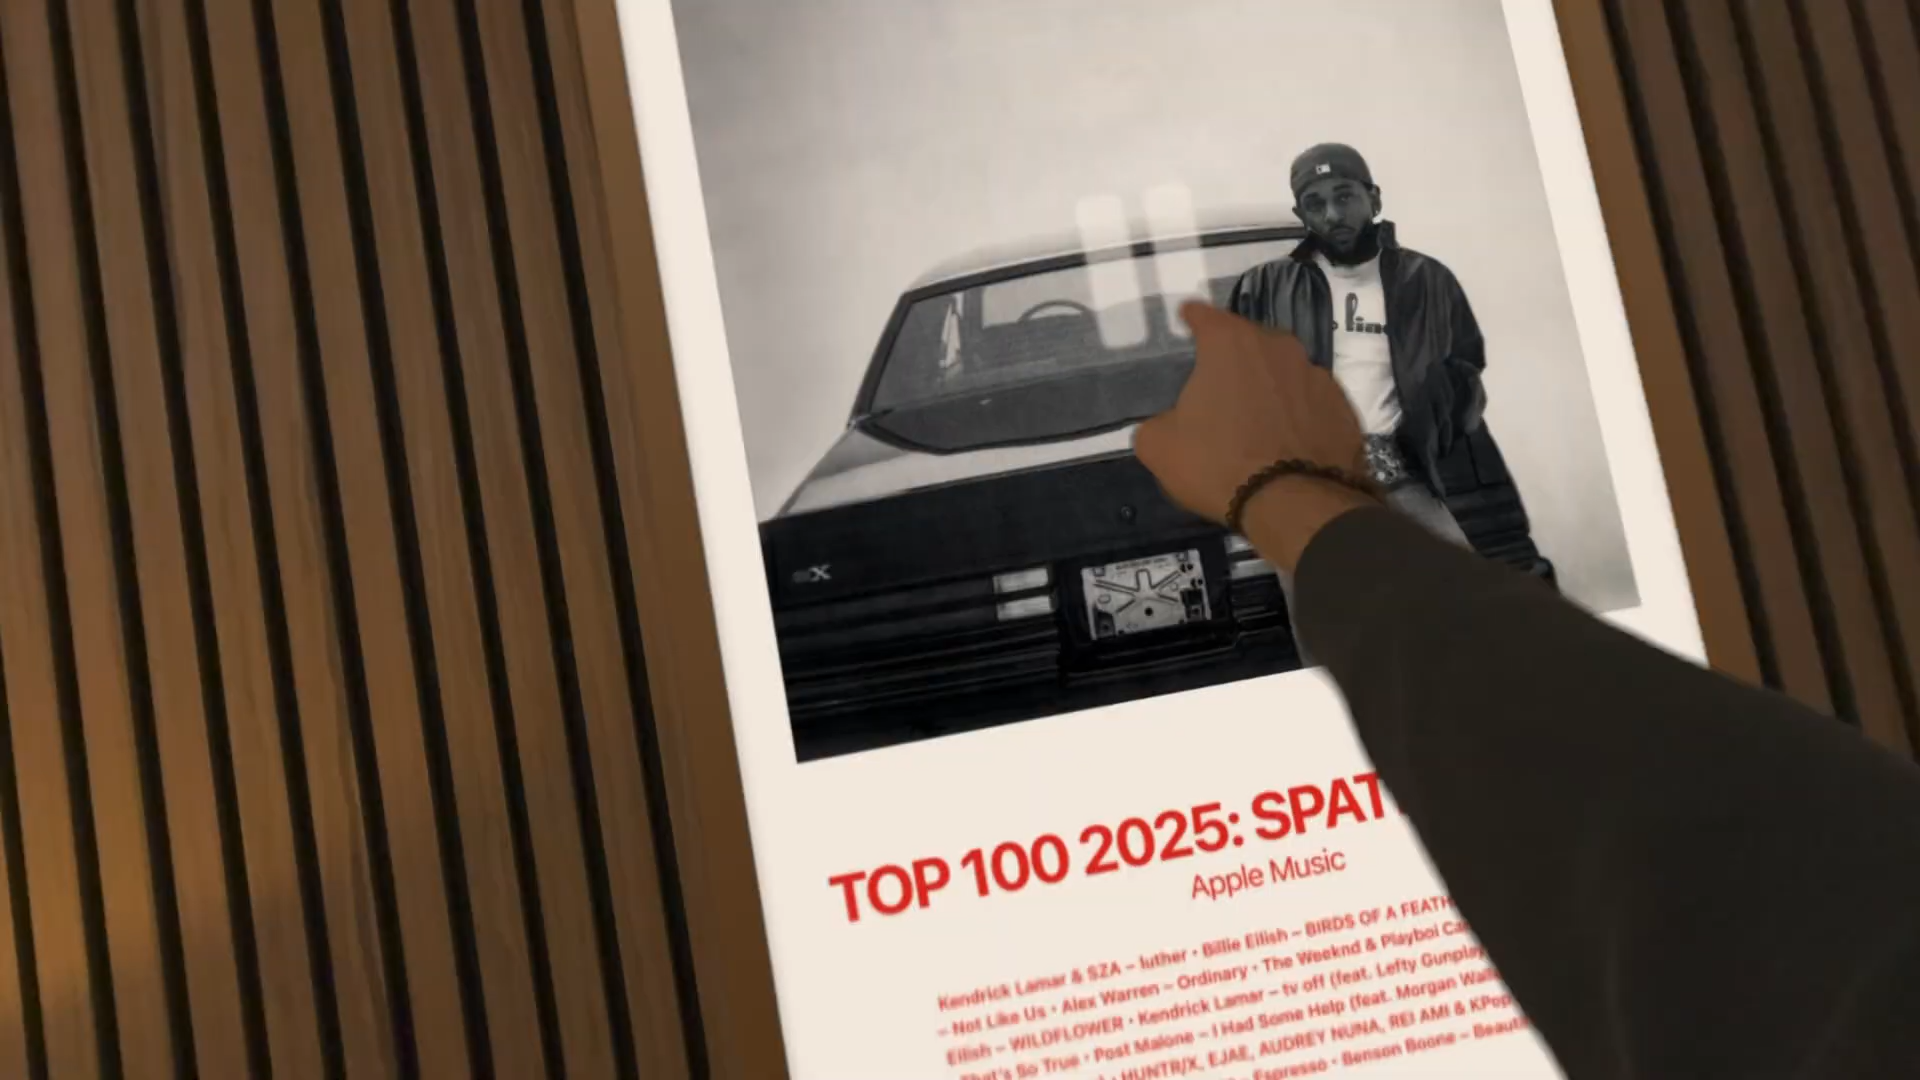 X
line
TOP 100 2025: SPAT
Apple Music
Kendrick Lamar & SZA – luther • Billie Eilish – BIRDS OF A FEATH
– Not Like Us • Alex Warren – Ordinary • The Weeknd & Playboi Ca
Eilish – WILDFLOWER • Kendrick Lamar – tv off (feat. Lefty Gunplay
That's So True • Post Malone – I Had Some Help (feat. Morgan Wall
• HUNTR/X, EJAE, AUDREY NUNA, REI AMI & KPop
– Espresso • Benson Boone – Beauti